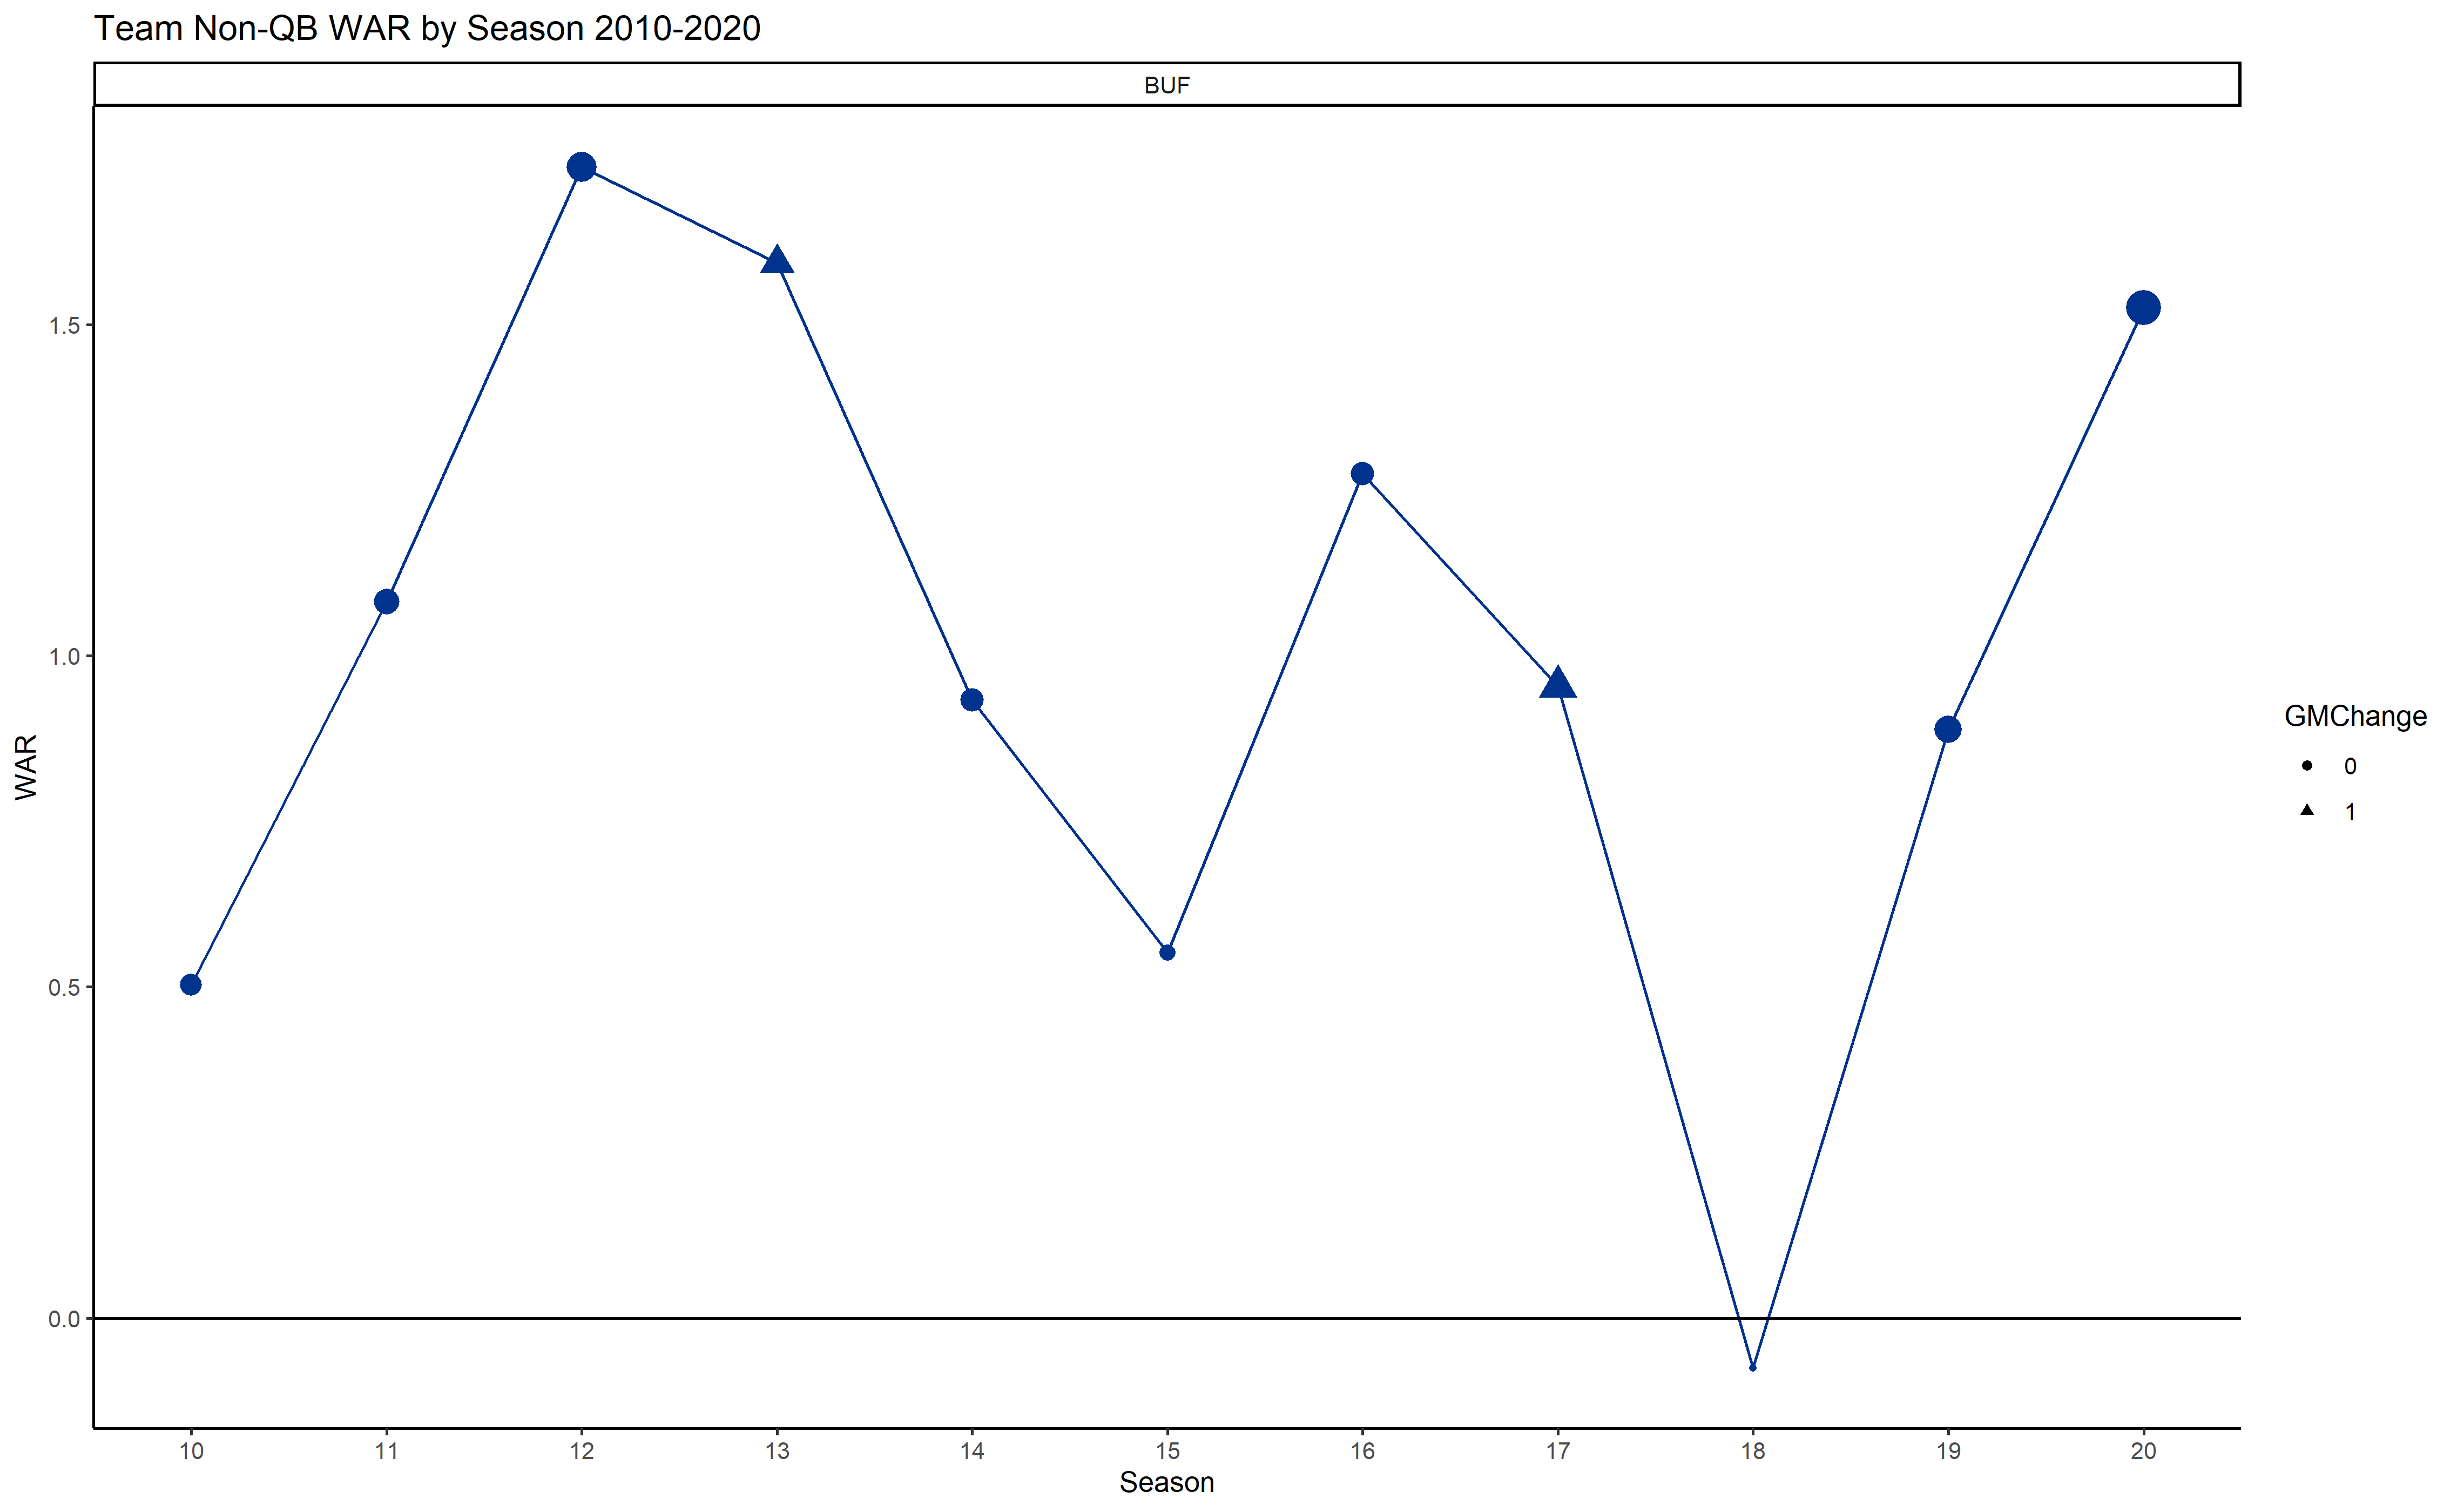 Team Non-QB WAR by Season 2010-2020
BUF
WAR
1.5
1.0
0.5
0.0
10 11 12 13 14 15 16 17 18 19 20
Season
GMChange
0
1